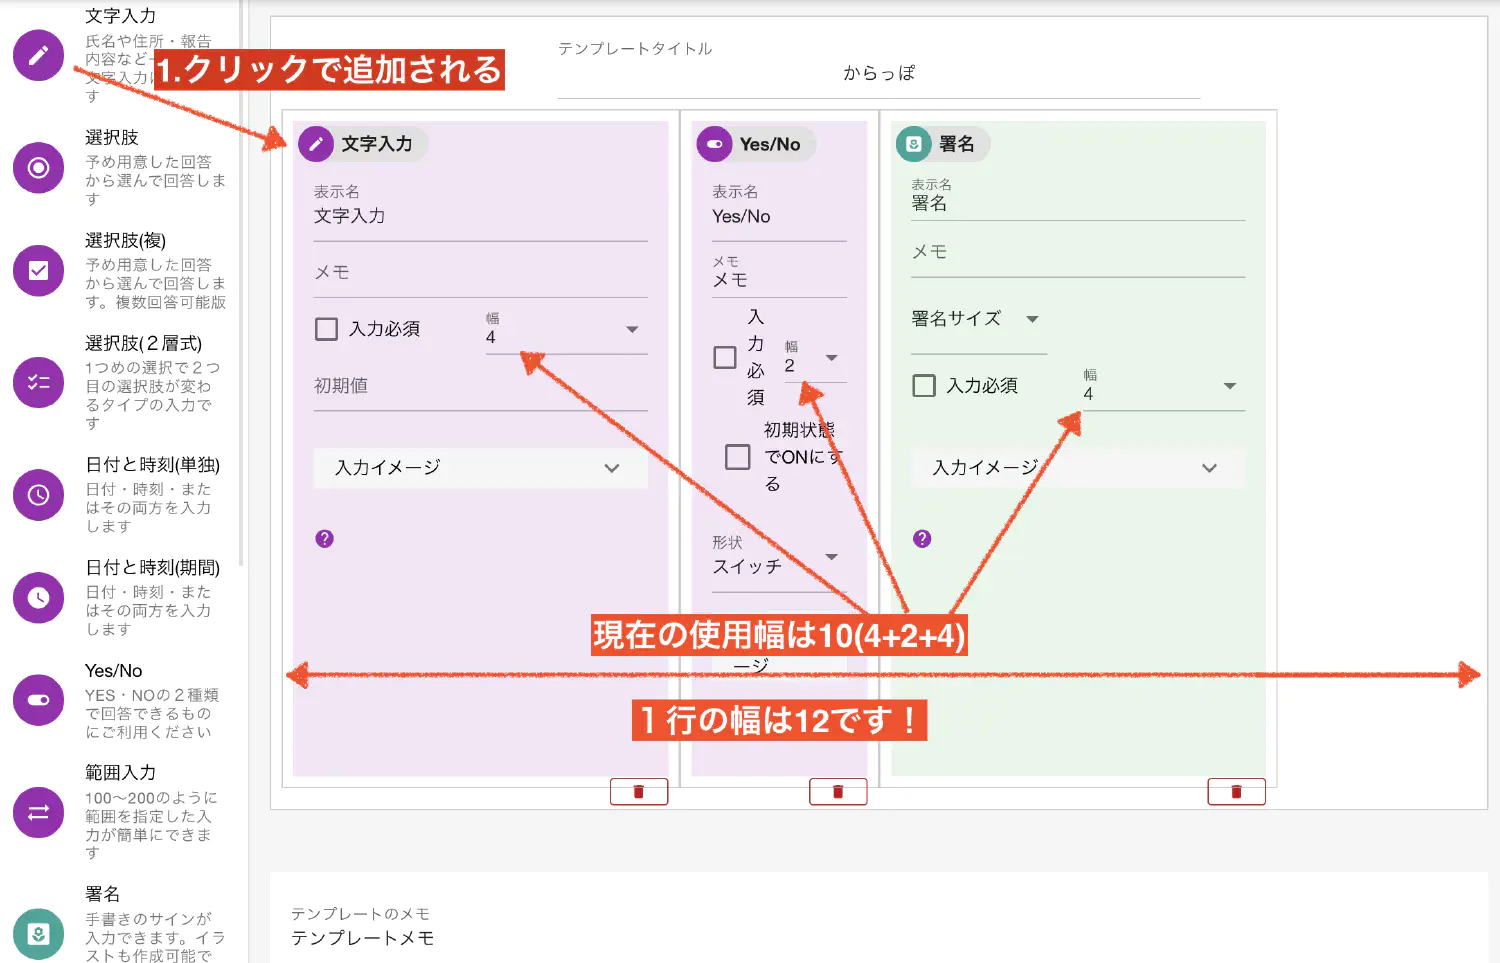 文字入力
氏名や住所・報告
内容など
文字入力
す
選択肢
予め用意した回答
から選んで回答しま
す
選択肢(複)
予め用意した回答
から選んで回答しま
す。複数回答可能版
選択肢(２層式)
1つめの選択で２つ
目の選択肢が変わ
るタイプの入力で
す
日付と時刻(単独)
日付・時刻・また
はその両方を入力
します
日付と時刻(期間)
日付・時刻・また
はその両方を入力
します
Yes/No
YES・NOの２種類
で回答できるもの
にご利用ください
範囲入力
100〜200のように
範囲を指定した入
力が簡単にできま
す
署名
手書きのサインが
入力できます。イラ
ストも作成可能で
1.クリックで追加される
テンプレートタイトル
からっぽ
文字入力
表示名
文字入力
メモ
入力必須
幅
4
初期値
入力イメージ
?
Yes/No
表示名
Yes/No
メモ
メモ
入
力
必
須
幅
2
初期状態
でONにす
る
形状
スイッチ
ージ
署名
表示名
署名
メモ
署名サイズ
入力必須
幅
4
入力イメージ
?
現在の使用幅は10(4+2+4)
１行の幅は12です！
テンプレートのメモ
テンプレートメモ